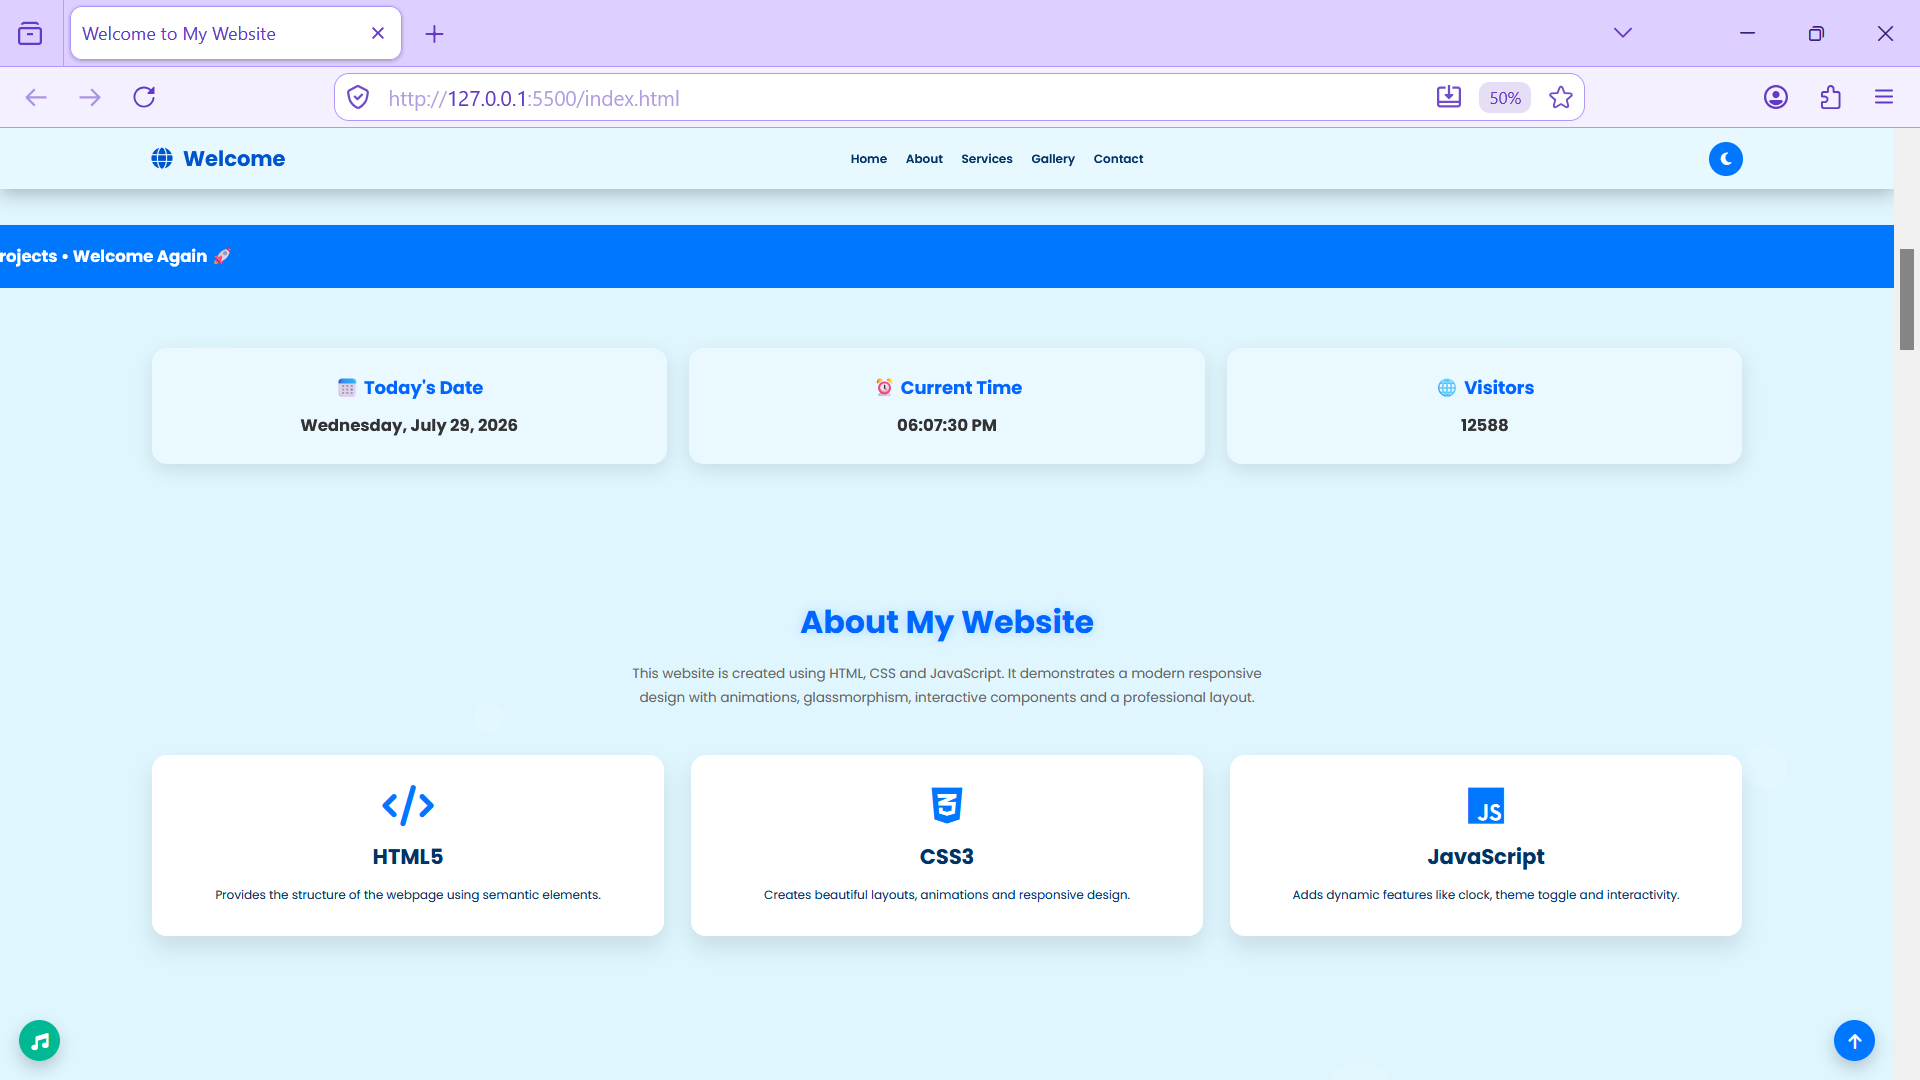 Welcome to My Website
http://127.0.0.1:5500/index.html
50%
Welcome
Home About Services Gallery Contact
rojects • Welcome Again 🚀
Today's Date
Wednesday, July 29, 2026
Current Time
06:07:30 PM
Visitors
12588
About My Website
This website is created using HTML, CSS and JavaScript. It demonstrates a modern responsive
design with animations, glassmorphism, interactive components and a professional layout.
HTML5
Provides the structure of the webpage using semantic elements.
CSS3
Creates beautiful layouts, animations and responsive design.
JS
JavaScript
Adds dynamic features like clock, theme toggle and interactivity.